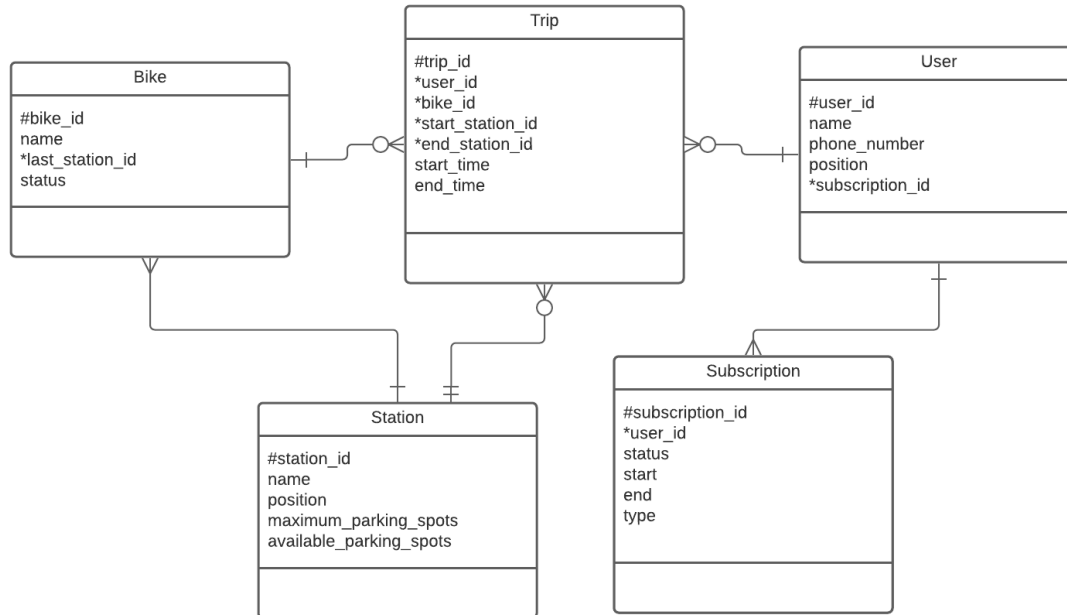 Trip
#trip_id
*user_id
*bike_id
*start_station_id
*end_station_id
start_time
end_time
Bike
#bike_id
name
*last_station_id
status
User
#user_id
name
phone_number
position
*subscription_id
Station
#station_id
name
position
maximum_parking_spots
available_parking_spots
Subscription
#subscription_id
*user_id
status
start
end
type